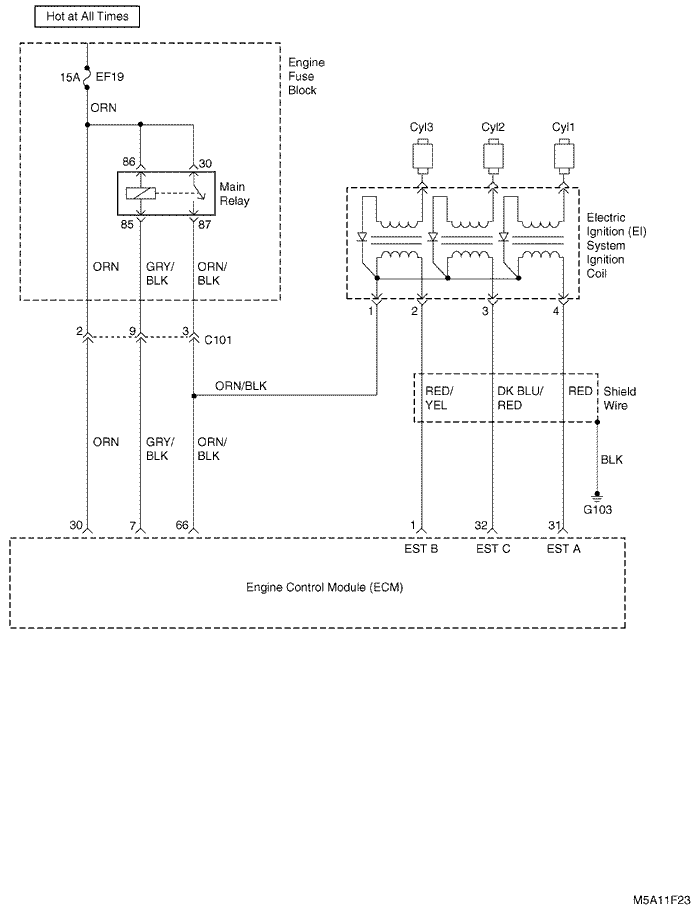 Hot at All Times
Engine
Fuse
Block
15A EF19
ORN
86 30
Main
Relay
85 87
ORN GRY/
BLK ORN/
BLK
Cyl3 Cyl2 Cyl1
Electric
Ignition (EI)
System
Ignition
Coil
1 2 3 4
2 9 3 C101
ORN/BLK
RED/
YEL DK BLU/
RED RED
Shield
Wire
BLK
G103
ORN GRY/
BLK ORN/
BLK
30 7 66 1 32 31
EST B EST C EST A
Engine Control Module (ECM)
M5A11F23